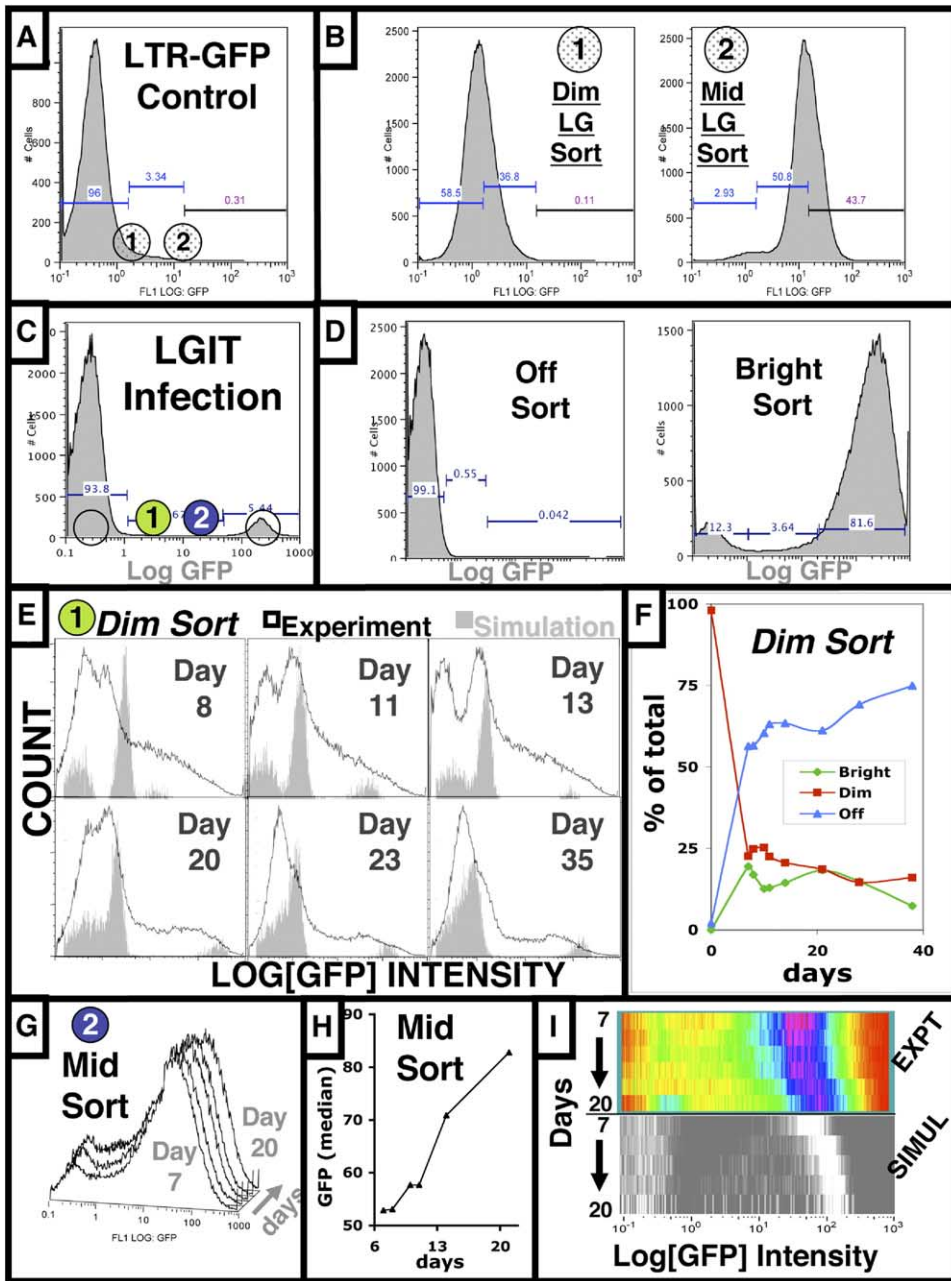 A
LTR-GFP
Control
# Cells
800
600
400
200
0
96
3.34
0.31
1
2
10-1
100
101
102
103
FL1 LOG: GFP
B
# Cells
2500
2000
1500
1000
500
0
1
Dim
LG
Sort
58.5
36.8
0.11
10-1
100
101
102
103
FL1 LOG: GFP
# Cells
2500
2000
1500
1000
500
0
2
Mid
LG
Sort
2.93
50.8
43.7
10-1
100
101
102
103
FL1 LOG: GFP
C
LGIT
Infection
# Cells
2000
1500
1000
500
0
93.8
1
2
5.44
0.1
1
10
100
1000
Log GFP
D
# Cells
2500
2000
1500
1000
500
0
Off
Sort
99.1
0.55
0.042
Log GFP
# Cells
1500
1000
500
0
Bright
Sort
12.3
3.64
81.6
Log GFP
E
1 Dim Sort
Experiment
Simulation
COUNT
Day
8
Day
11
Day
13
Day
20
Day
23
Day
35
LOG[GFP] INTENSITY
F
Dim Sort
% of total
100
75
50
25
0
Bright
Dim
Off
0
20
40
days
G
2
Mid
Sort
Day
7
Day
20
days
0.1
1
10
100
1000
FL1 LOG: GFP
H
Mid
Sort
GFP (median)
90
80
70
60
50
6
13
20
days
I
Days
7
20
EXPT
7
20
SIMUL
10-1
100
101
102
103
Log[GFP] Intensity